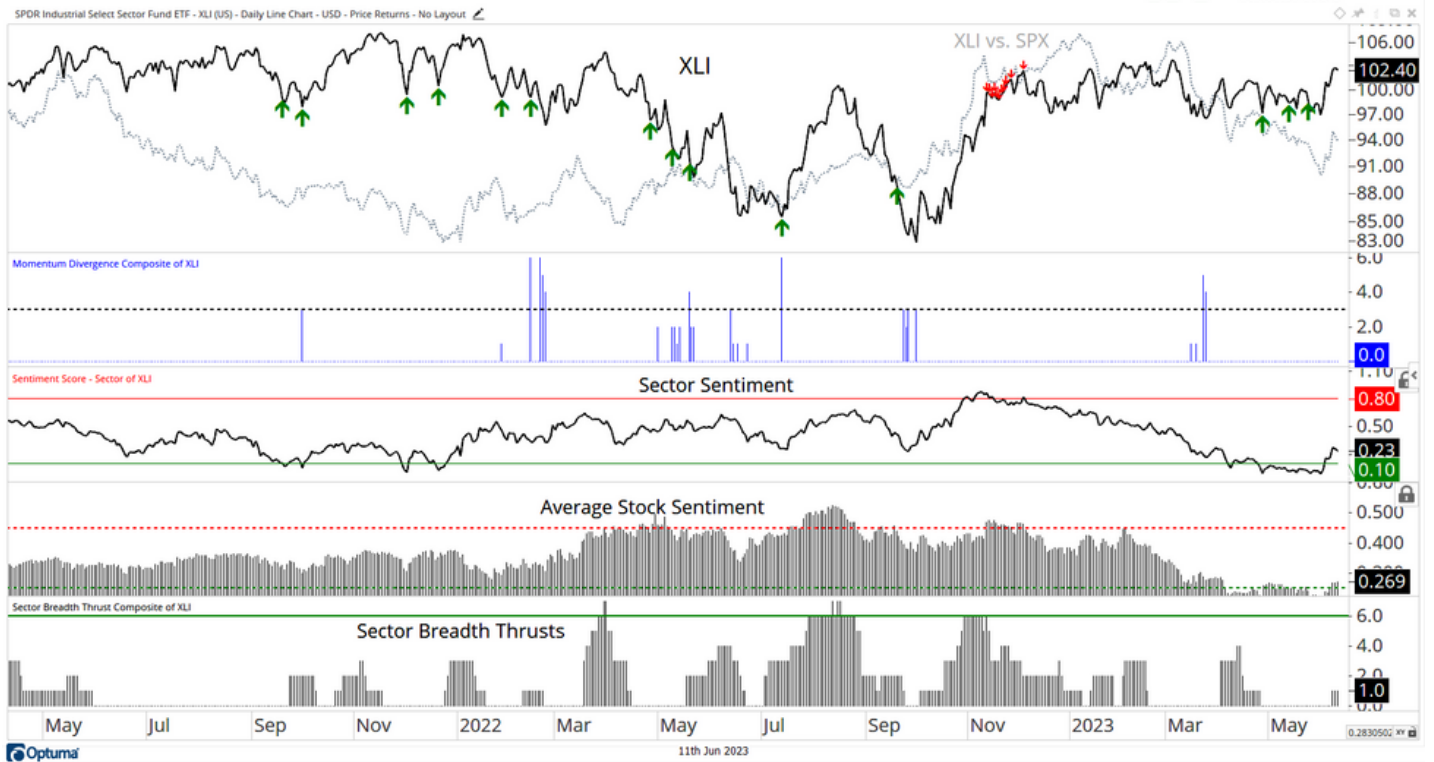 SPDR Industrial Select Sector Fund ETF - XLI (US) - Daily Line Chart - USD - Price Returns - No Layout
XLI vs. SPX
XLI
106.00
102.40
100.00
97.00
94.00
91.00
88.00
85.00
83.00
Momentum Divergence Composite of XLI
6.0
4.0
2.0
0.0
Sentiment Score - Sector of XLI
Sector Sentiment
1.10
0.80
0.50
0.23
0.10
Average Stock Sentiment
0.60
0.500
0.400
0.269
Sector Breadth Thrust Composite of XLI
Sector Breadth Thrusts
6.0
4.0
2.0
1.0
0.0
May Jul Sep Nov 2022 Mar May Jul Sep Nov 2023 Mar May
0.2830502 XY
Optuma
11th Jun 2023